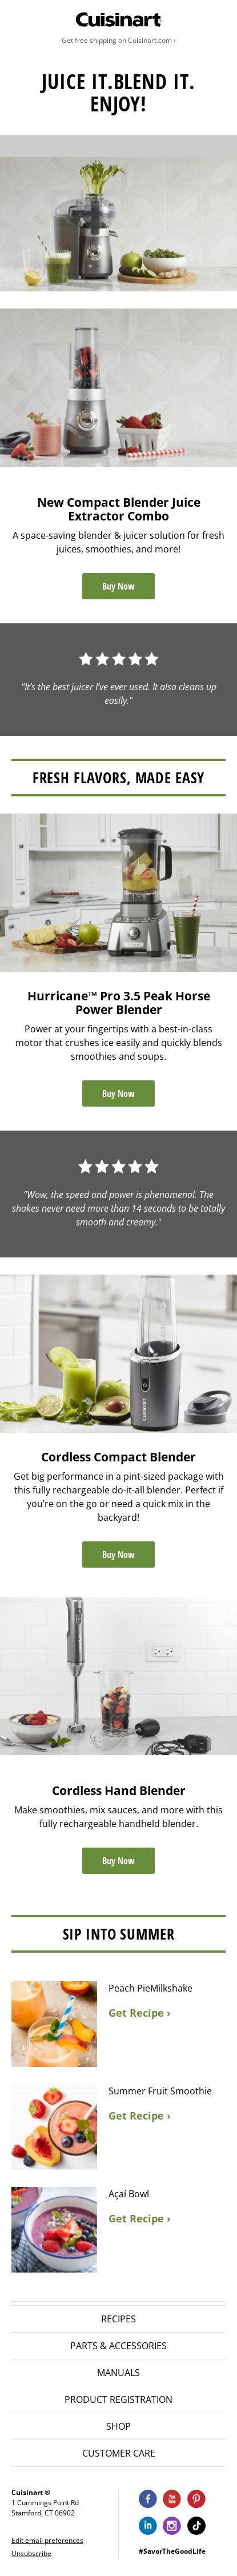 Cuisinart
Get free shipping on Cuisinart.com ›
JUICE IT.BLEND IT.
ENJOY!
New Compact Blender Juice
Extractor Combo
A space-saving blender & juicer solution for fresh
juices, smoothies, and more!
Buy Now
"It's the best juicer I've ever used. It also cleans up
easily."
FRESH FLAVORS, MADE EASY
Hurricane™ Pro 3.5 Peak Horse
Power Blender
Power at your fingertips with a best-in-class
motor that crushes ice easily and quickly blends
smoothies and soups.
Buy Now
"Wow, the speed and power is phenomenal. The
shakes never need more than 14 seconds to be totally
smooth and creamy."
Cuisinart
Cordless Compact Blender
Get big performance in a pint-sized package with
this fully rechargeable do-it-all blender. Perfect if
you're on the go or need a quick mix in the
backyard!
Buy Now
Cordless Hand Blender
Make smoothies, mix sauces, and more with this
fully rechargeable handheld blender.
Buy Now
SIP INTO SUMMER
Peach PieMilkshake
Get Recipe ›
Summer Fruit Smoothie
Get Recipe ›
Açaí Bowl
Get Recipe ›
RECIPES
PARTS & ACCESSORIES
MANUALS
PRODUCT REGISTRATION
SHOP
CUSTOMER CARE
Cuisinart ®
1 Cummings Point Rd
Stamford, CT 06902
Edit email preferences
Unsubscribe
You Tube
in
#SavorTheGoodLife